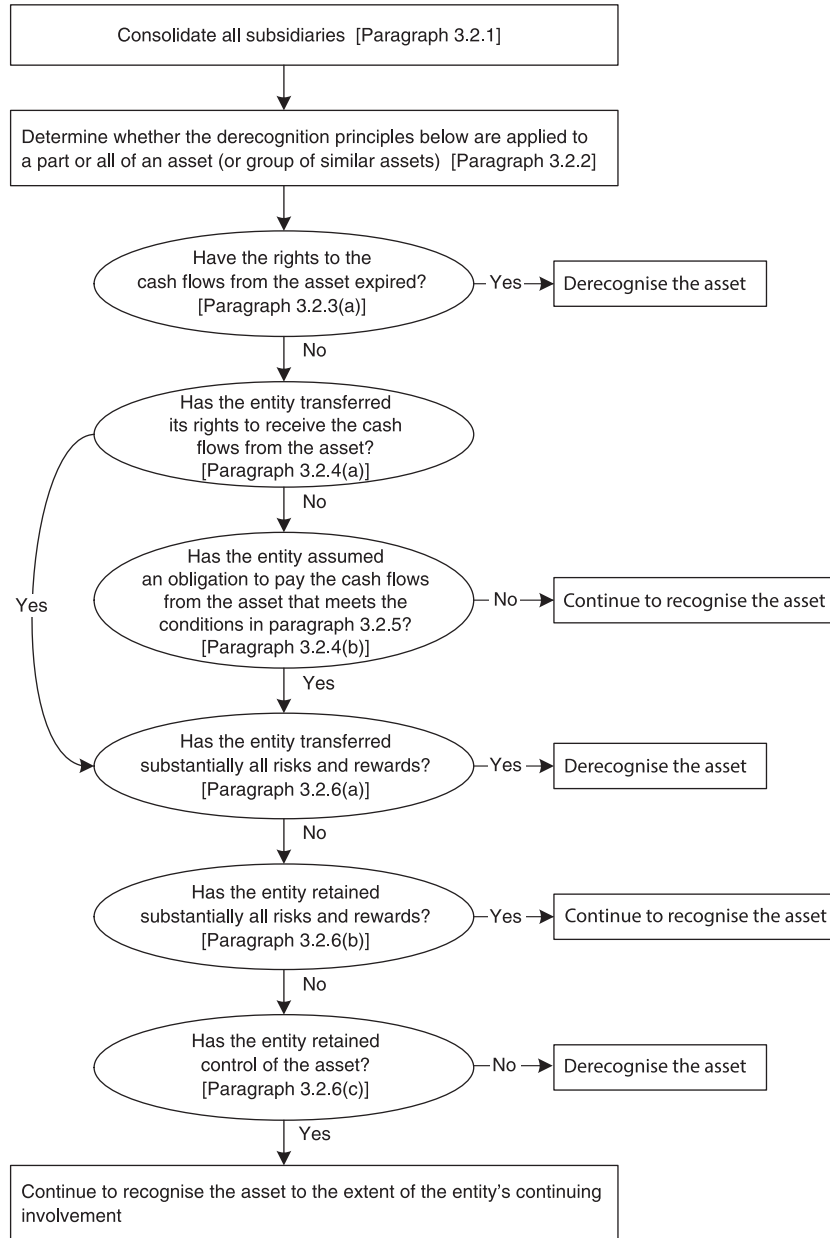 Consolidate all subsidiaries [Paragraph 3.2.1]
Determine whether the derecognition principles below are applied to
a part or all of an asset (or group of similar assets) [Paragraph 3.2.2]
Have the rights to the
cash flows from the asset expired?
[Paragraph 3.2.3(a)]
Yes
Derecognise the asset
No
Has the entity transferred
its rights to receive the cash
flows from the asset?
[Paragraph 3.2.4(a)]
No
Yes
Has the entity assumed
an obligation to pay the cash flows
from the asset that meets the
conditions in paragraph 3.2.5?
[Paragraph 3.2.4(b)]
No
Continue to recognise the asset
Yes
Has the entity transferred
substantially all risks and rewards?
[Paragraph 3.2.6(a)]
Yes
Derecognise the asset
No
Has the entity retained
substantially all risks and rewards?
[Paragraph 3.2.6(b)]
Yes
Continue to recognise the asset
No
Has the entity retained
control of the asset?
[Paragraph 3.2.6(c)]
No
Derecognise the asset
Yes
Continue to recognise the asset to the extent of the entity's continuing
involvement